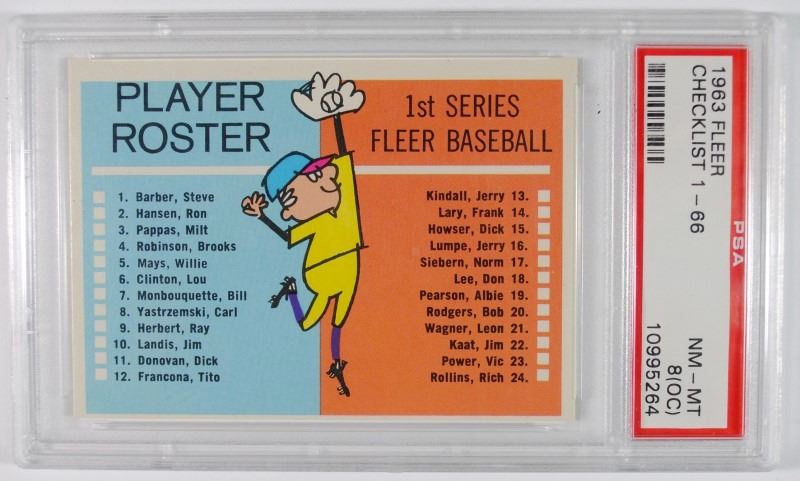 PLAYER
ROSTER
1st SERIES
FLEER BASEBALL
1. Barber, Steve
2. Hansen, Ron
3. Pappas, Milt
4. Robinson, Brooks
5. Mays, Willie
6. Clinton, Lou
7. Monbouquette, Bill
8. Yastrzemski, Carl
9. Herbert, Ray
10. Landis, Jim
11. Donovan, Dick
12. Francona, Tito
Kindall, Jerry 13.
Lary, Frank 14.
Howser, Dick 15.
Lumpe, Jerry 16.
Siebern, Norm 17.
Lee, Don 18.
Pearson, Albie 19.
Rodgers, Bob 20.
Wagner, Leon 21.
Kaat, Jim 22.
Power, Vic 23.
Rollins, Rich 24.
1963 FLEER
CHECKLIST 1-66
PSA
NM-MT
8(OC)
10995264